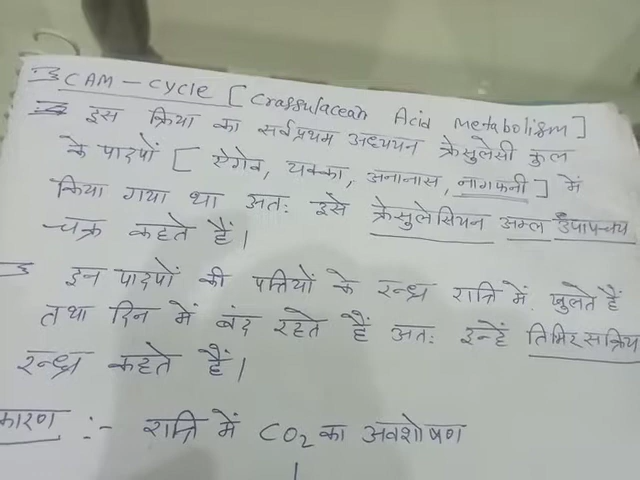 CAM - Cycle [Crassulacean Acid Metabolism]
इस क्रिया का सर्वप्रथम अध्ययन क्रेसुलेसी कुल
के पादपों [ ऐगेव, यक्का, अनानास, नागफनी ] में
किया गया था अतः इसे क्रेसुलेसियन अम्ल उपापचय
चक्र कहते हैं।
इन पादपों की पत्तियों के रन्ध्र रात्रि में खुलते हैं
तथा दिन में बंद रहते हैं अतः इन्हें तिमिरसक्रिय
रन्ध्र कहते हैं।
कारण :- रात्रि में CO2 का अवशोषण